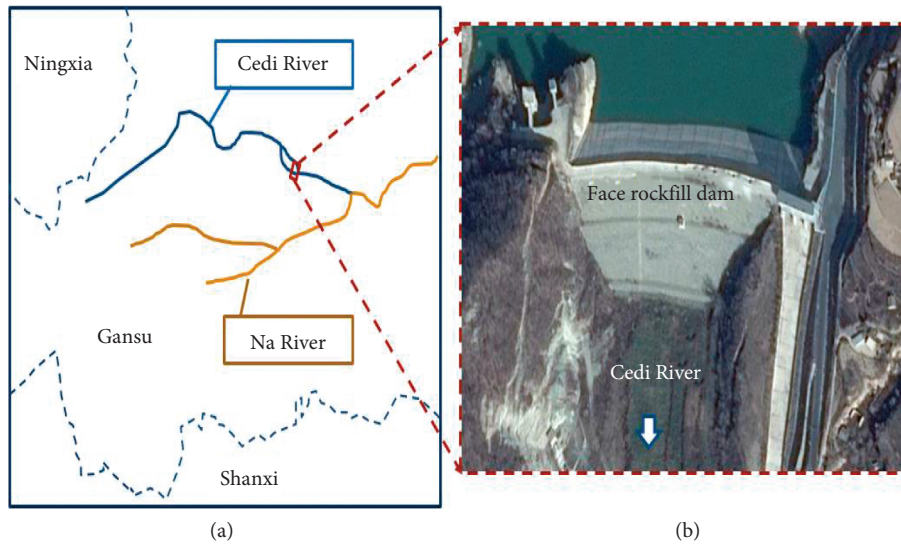 Ningxia
Cedi River
Na River
Gansu
Shanxi
(a)
Face rockfill dam
Cedi River
(b)